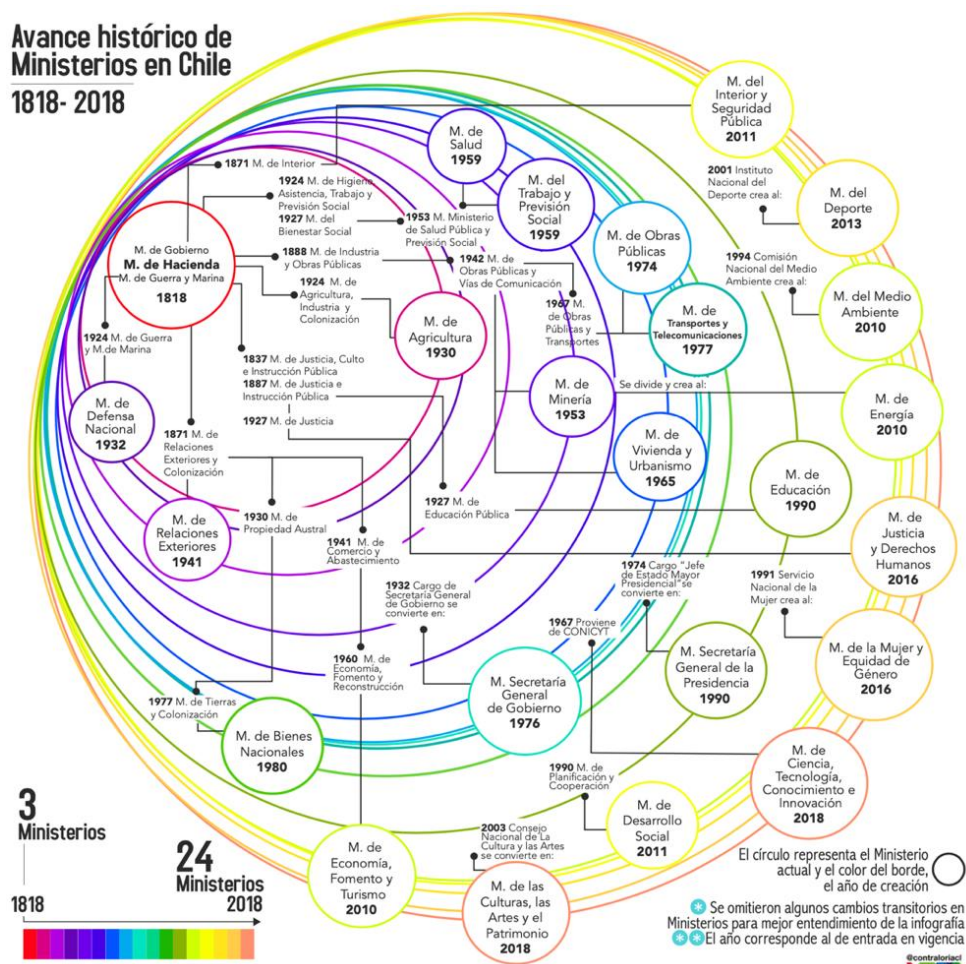 Avance histórico de
Ministerios en Chile
1818- 2018
M. del
Interior y
Seguridad
Pública
2011
M. de
Salud
1959
1871 M. de Interior
2001 Instituto
Nacional del
Deporte crea al:
1924 M. de Higiene
Asistencia, Trabajo y
Previsión Social
M. del
Trabajo y
Previsión
Social
1959
M. del
Deporte
2013
1927 M. del
Bienestar Social
1953 M. Ministerio
de Salud Pública y
Previsión Social
M. de Gobierno
M. de Hacienda
M. de Guerra y Marina
1818
1888 M. de Industria
y Obras Públicas
1942 M. de
Obras Públicas y
Vías de Comunicación
M. de Obras
Públicas
1974
1994 Comisión
Nacional del Medio
Ambiente crea al:
1924 M. de
Agricultura,
Industria y
Colonización
1967 M.
de Obras
Públicas y
Transportes
M. del Medio
Ambiente
2010
M. de
Agricultura
1930
M. de
Transportes y
Telecomunicaciones
1977
1924 M. de Guerra
y M.de Marina
1837 M. de Justicia, Culto
e Instrucción Pública
1887 M. de Justicia e
Instrucción Pública
1927 M. de Justicia
Se divide y crea al:
M. de
Minería
1953
M. de
Energía
2010
M. de
Defensa
Nacional
1932
1871 M. de
Relaciones
Exteriores y
Colonización
M. de
Vivienda y
Urbanismo
1965
M. de
Educación
1990
1927 M. de
Educación Pública
1930 M. de
Propiedad Austral
M. de
Relaciones
Exteriores
1941
1941 M. de
Comercio y
Abastecimiento
M. de
Justicia
y Derechos
Humanos
2016
1932 Cargo de
Secretaría General
de Gobierno se
convierte en:
1974 Cargo "Jefe
de Estado Mayor
Presidencial"se
convierte en:
1991 Servicio
Nacional de la
Mujer crea al:
1967 Proviene
de CONICYT
M. Secretaría
General de la
Presidencia
1990
M. de la Mujer y
Equidad de
Género
2016
1960 M. de
Economía,
Fomento y
Reconstrucción
M. Secretaría
General
de Gobierno
1976
1977 M. de Tierras
y Colonización
M. de Bienes
Nacionales
1980
M. de
Ciencia,
Tecnología,
Conocimiento e
Innovación
2018
1990 M. de
Planificación y
Cooperación
M. de
Desarrollo
Social
2011
2003 Consejo
Nacional de La
Cultura y las Artes
se convierte en:
M. de
Economía,
Fomento y
Turismo
2010
M. de las
Culturas, las
Artes y el
Patrimonio
2018
3
Ministerios
24
Ministerios
1818
2018
El círculo representa el Ministerio
actual y el color del borde,
el año de creación
* Se omitieron algunos cambios transitorios en
Ministerios para mejor entendimiento de la infografía
** El año corresponde al de entrada en vigencia
@contraloriacl